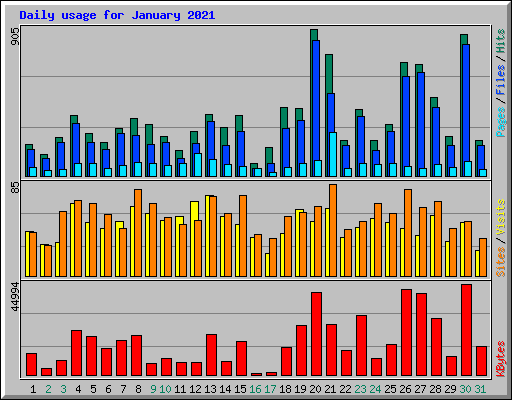 Daily usage for January 2021
905
Pages / Files / Hits
85
Sites / Visits
44994
KBytes
1 2 3 4 5 6 7 8 9 10 11 12 13 14 15 16 17 18 19 20 21 22 23 24 25 26 27 28 29 30 31